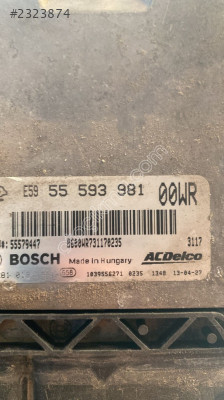 #2323874
E59 55 593 981 00WR
55579447 8600WR731170235
BOSCH Made in Hungary ACDelco
3117
1039S56271 0235 1348 13-04-27